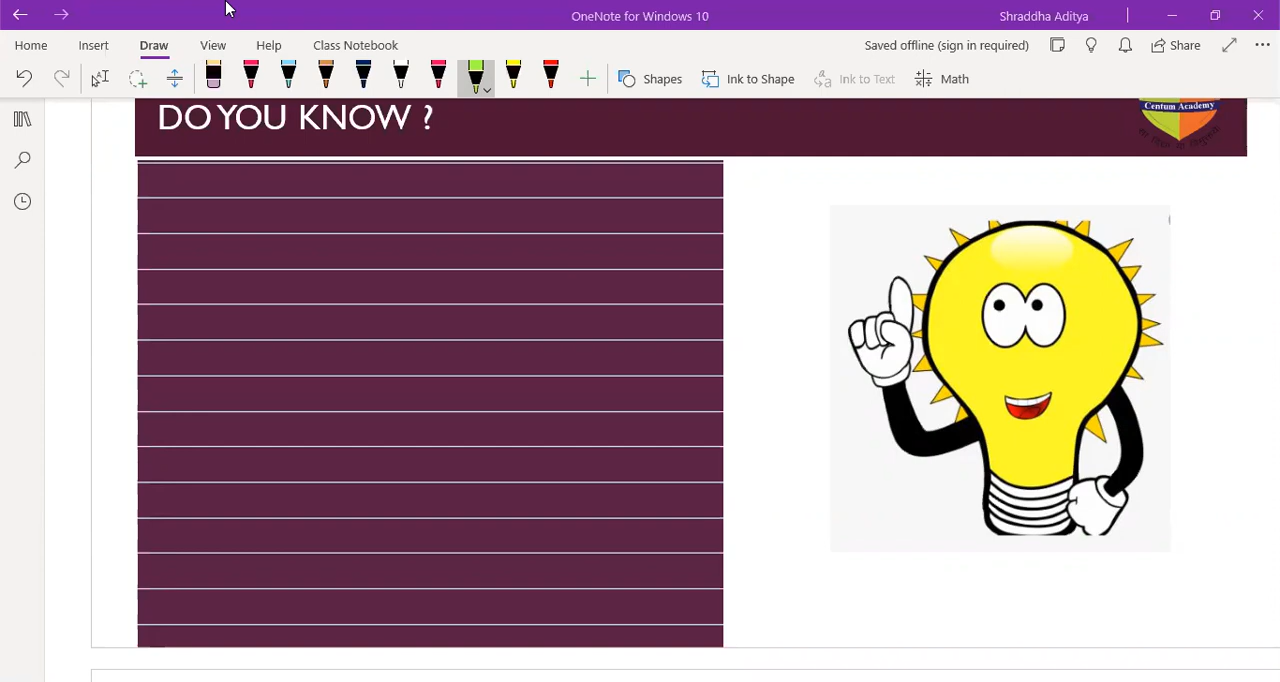 OneNote for Windows 10
Shraddha Aditya
Home
Insert
Draw
View
Help
Class Notebook
Saved offline (sign in required)
Share
Shapes
Ink to Shape
Ink to Text
Math
DO YOU KNOW ?
Centum Academy